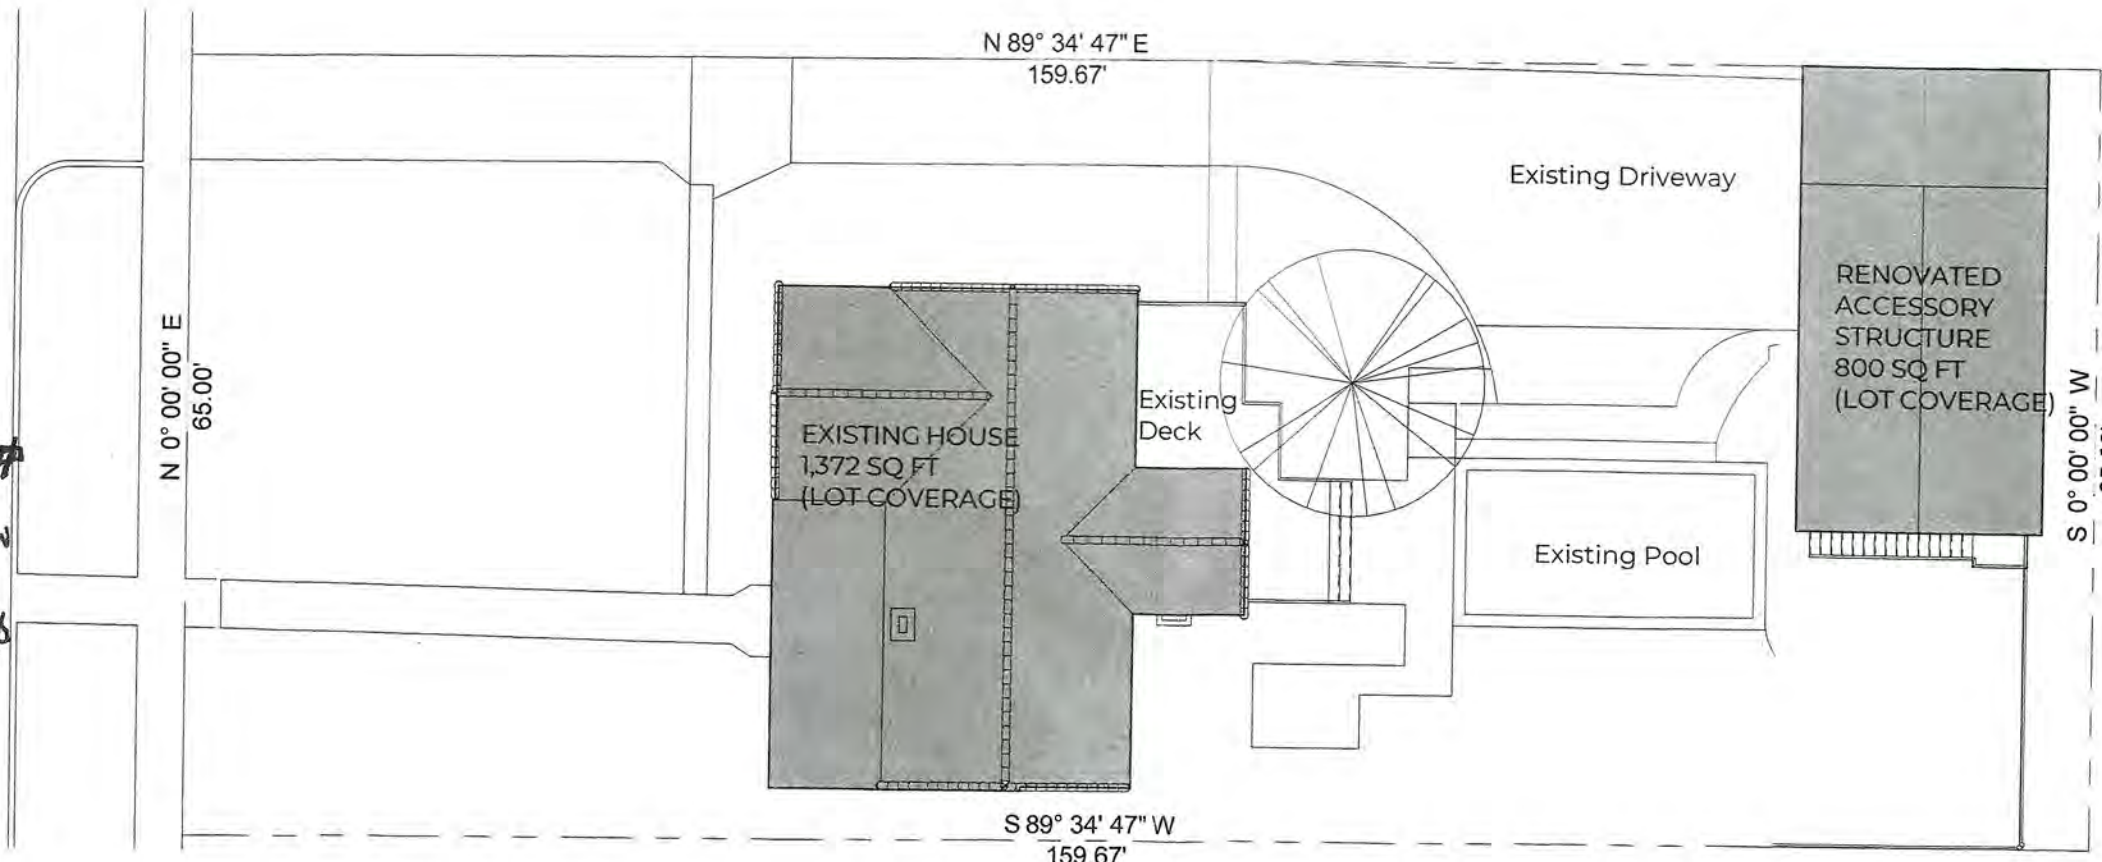 N 89° 34' 47" E
159.67'
Existing Driveway
RENOVATED
ACCESSORY
STRUCTURE
800 SQ FT
(LOT COVERAGE)
N 0° 00' 00" E
65.00'
Existing
Deck
EXISTING HOUSE
1,372 SQ FT
(LOT COVERAGE)
Existing Pool
S 0° 00' 00" W
S 89° 34' 47" W
159.67'